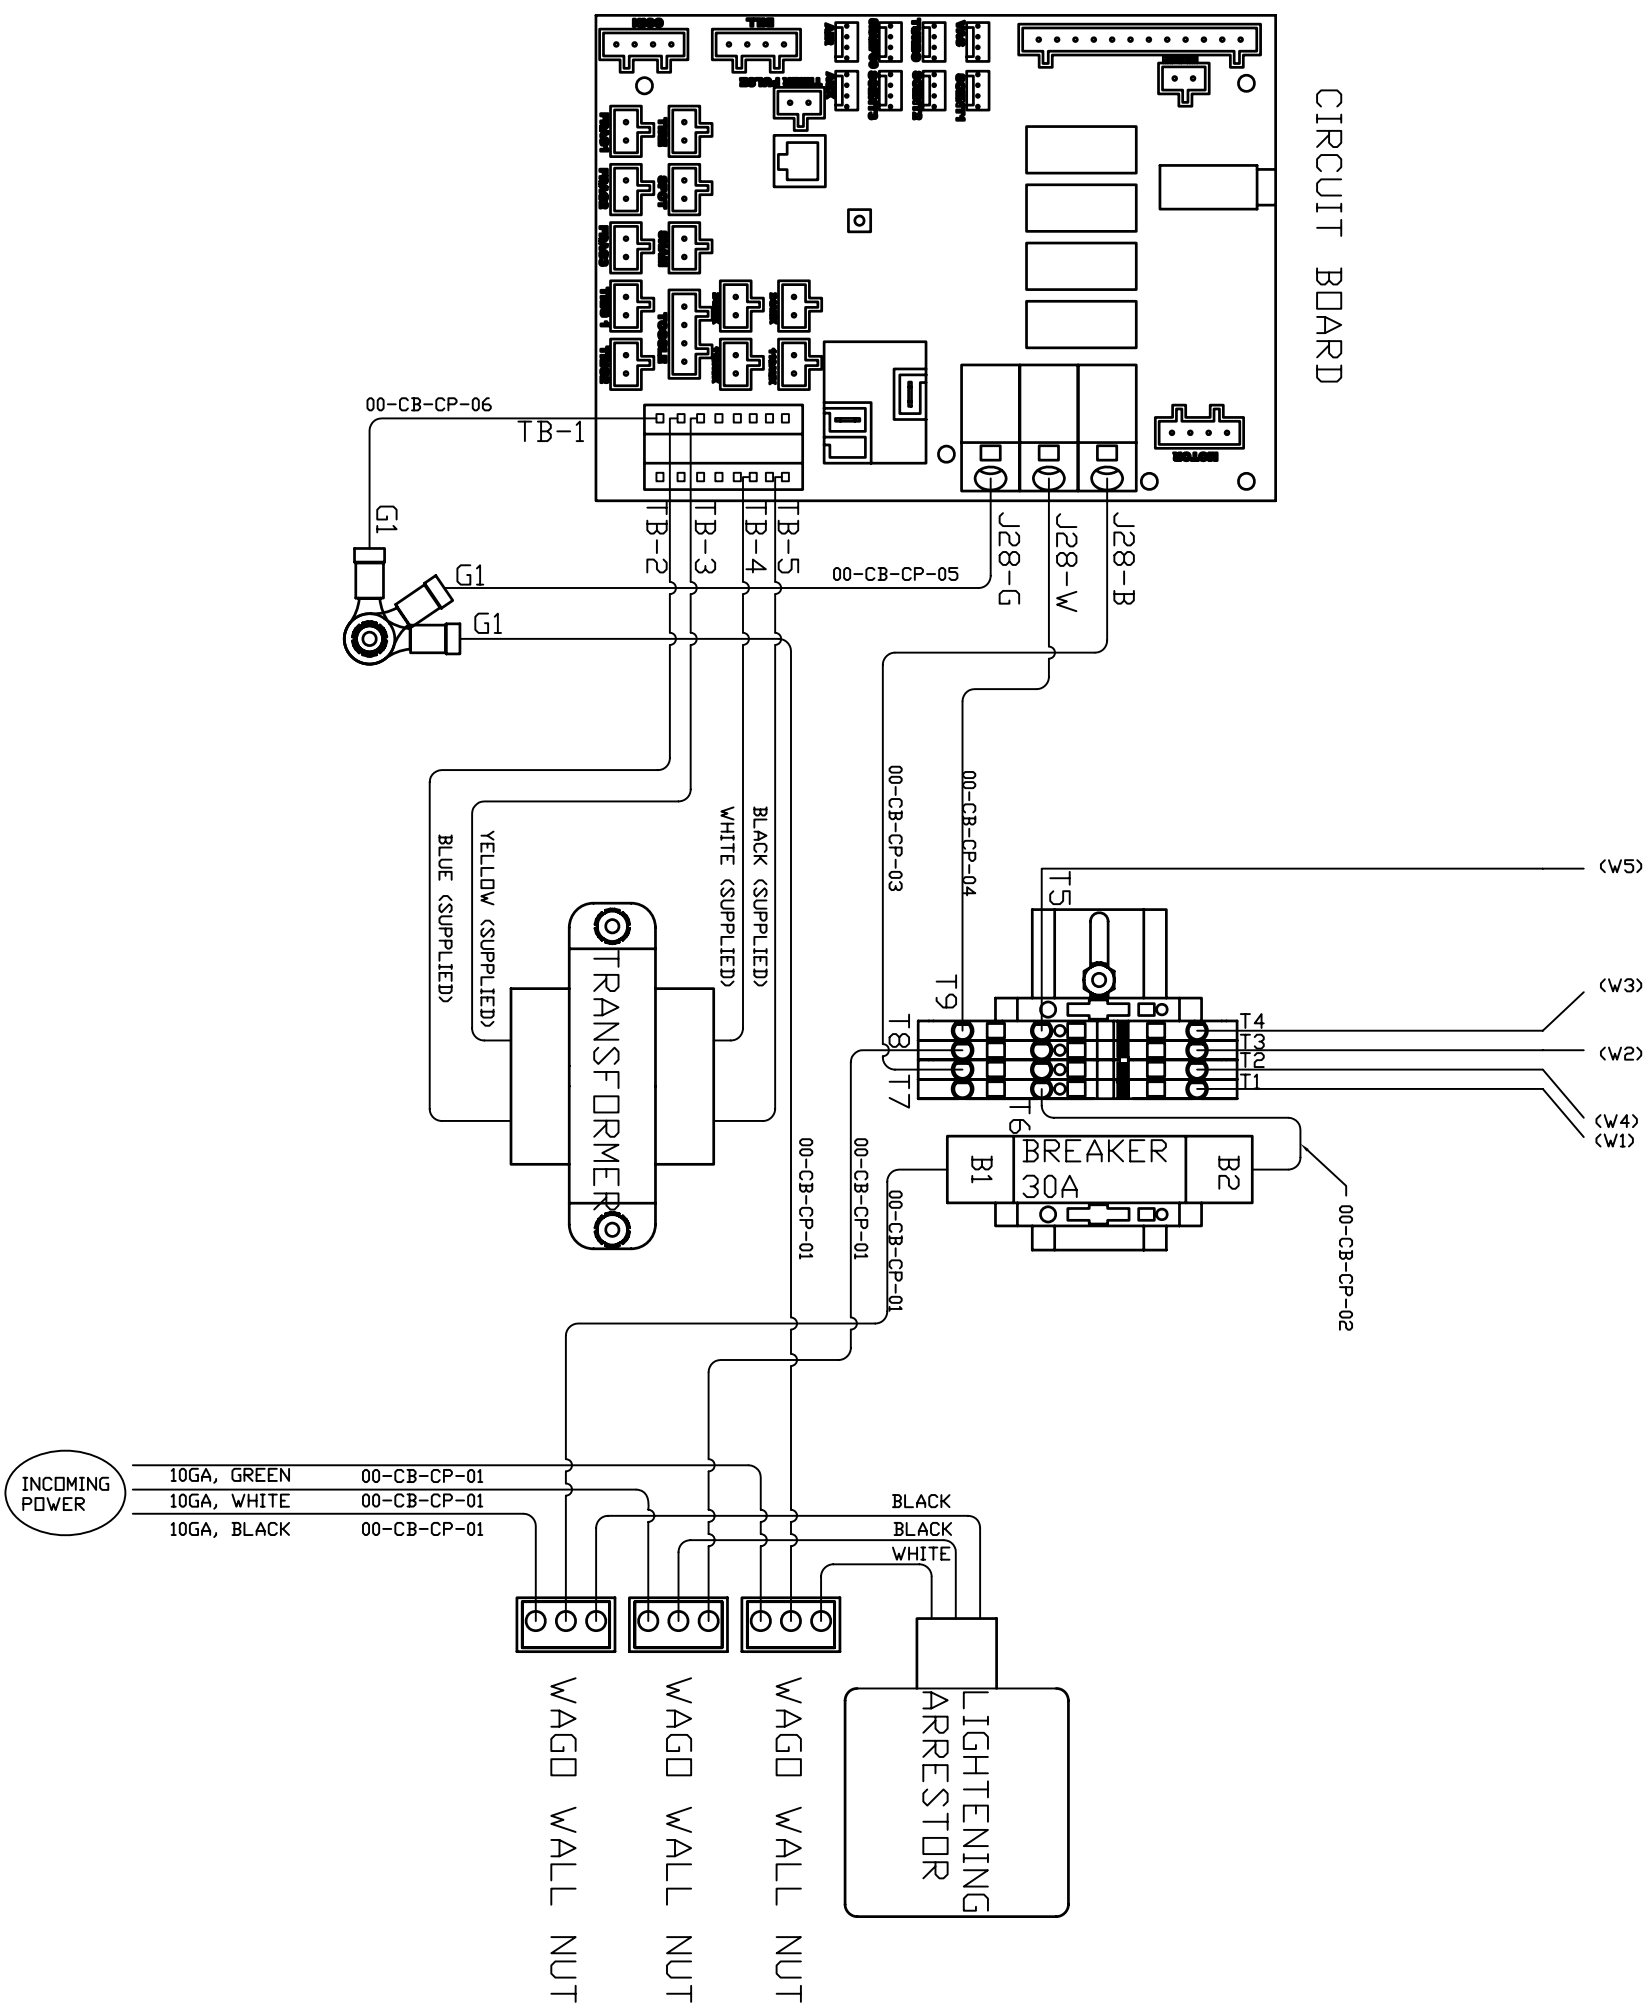 COIN
BILL
VAC
CIRCUIT BOARD
TOGGLE
MOTOR
00-CB-CP-06
TB-1
TB-2
TB-3
TB-4
TB-5
J28-G
J28-W
J28-B
G1
G1
G1
00-CB-CP-05
00-CB-CP-03
00-CB-CP-04
BLACK (SUPPLIED)
WHITE (SUPPLIED)
YELLOW (SUPPLIED)
BLUE (SUPPLIED)
TRANSFORMER
(W5)
(W3)
(W2)
(W4)
(W1)
T5
T9
T8
T7
T4
T3
T2
T1
T6
B1
BREAKER
30A
B2
00-CB-CP-01
00-CB-CP-01
00-CB-CP-01
00-CB-CP-02
INCOMING
POWER
10GA, GREEN 00-CB-CP-01
10GA, WHITE 00-CB-CP-01
10GA, BLACK 00-CB-CP-01
BLACK
BLACK
WHITE
WAGO WALL NUT
WAGO WALL NUT
WAGO WALL NUT
LIGHTENING
ARRESTOR